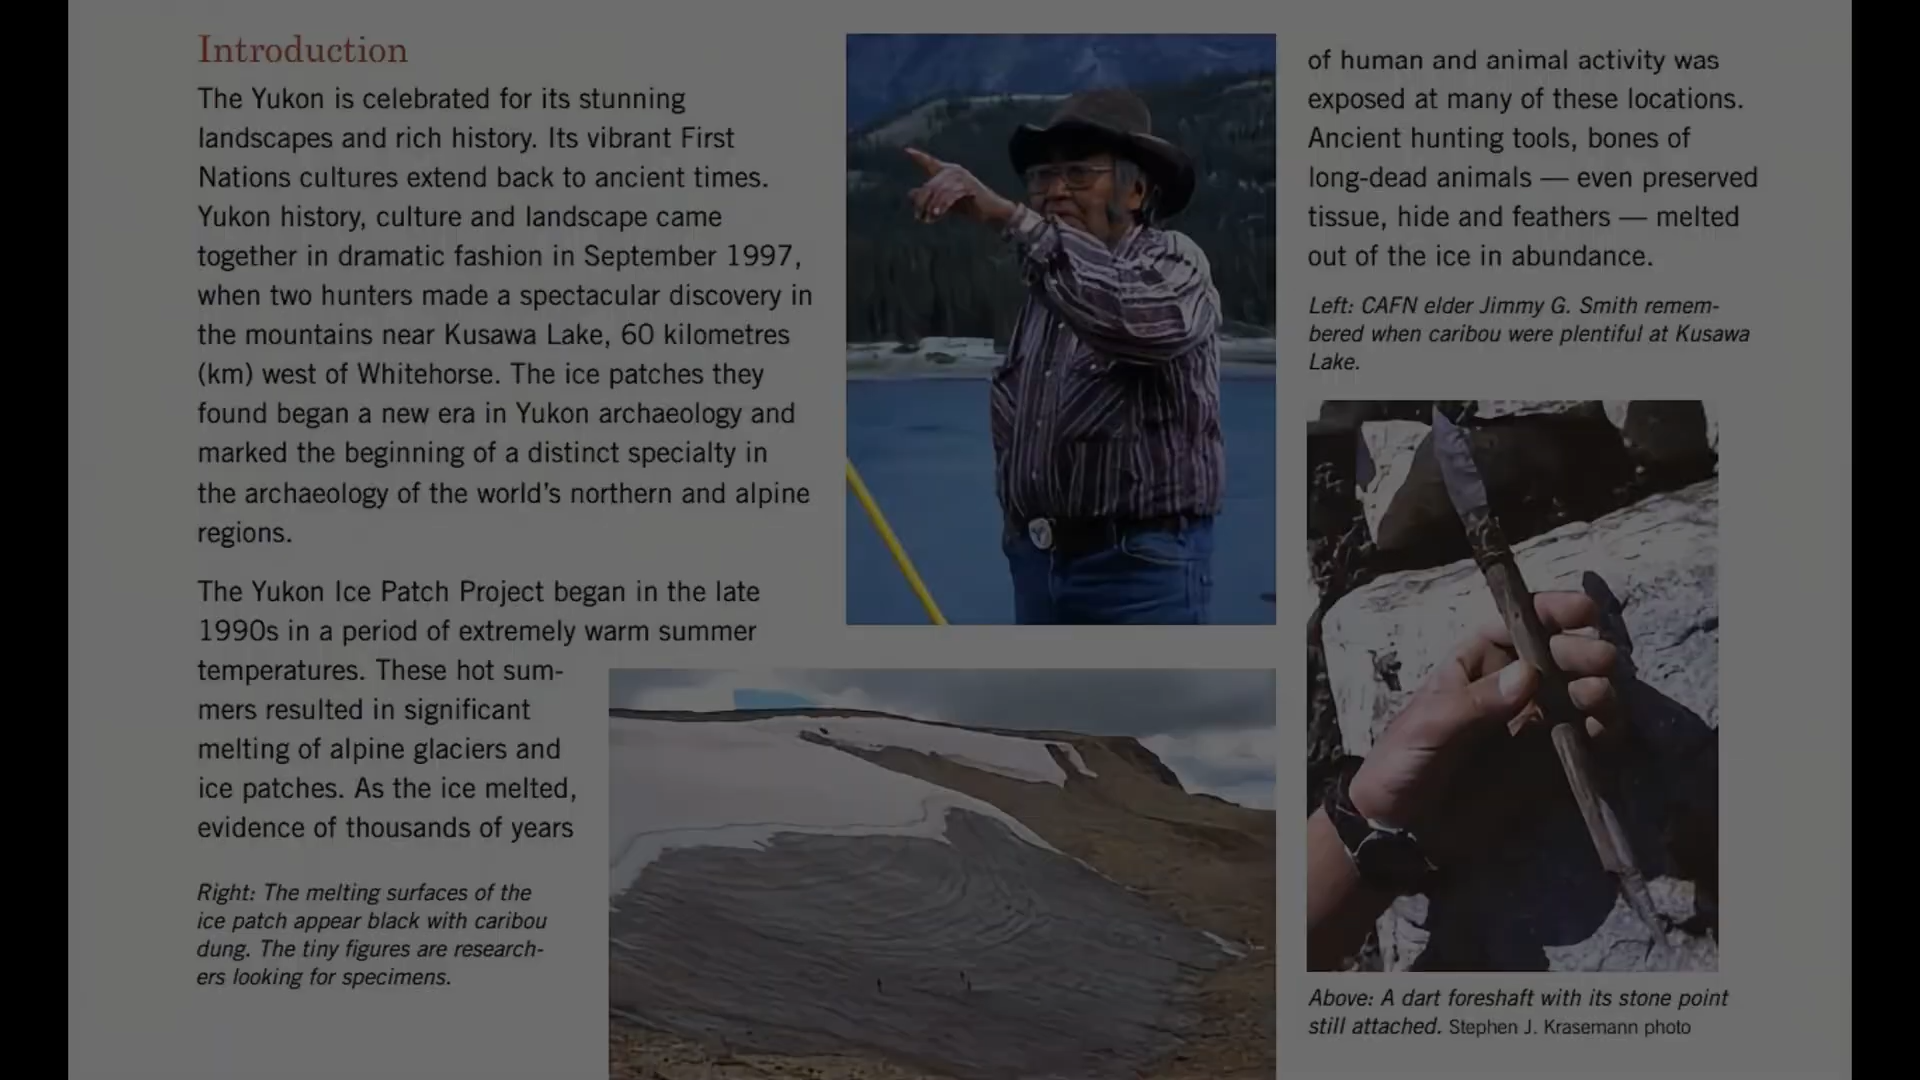 Introduction
The Yukon is celebrated for its stunning
landscapes and rich history. Its vibrant First
Nations cultures extend back to ancient times.
Yukon history, culture and landscape came
together in dramatic fashion in September 1997,
when two hunters made a spectacular discovery in
the mountains near Kusawa Lake, 60 kilometres
(km) west of Whitehorse. The ice patches they
found began a new era in Yukon archaeology and
marked the beginning of a distinct specialty in
the archaeology of the world's northern and alpine
regions.
The Yukon Ice Patch Project began in the late
1990s in a period of extremely warm summer
temperatures. These hot sum-
mers resulted in significant
melting of alpine glaciers and
ice patches. As the ice melted,
evidence of thousands of years
Right: The melting surfaces of the
ice patch appear black with caribou
dung. The tiny figures are research-
ers looking for specimens.
of human and animal activity was
exposed at many of these locations.
Ancient hunting tools, bones of
long-dead animals — even preserved
tissue, hide and feathers — melted
out of the ice in abundance.
Left: CAFN elder Jimmy G. Smith remem-
bered when caribou were plentiful at Kusawa
Lake.
Above: A dart foreshaft with its stone point
still attached. Stephen J. Krasemann photo